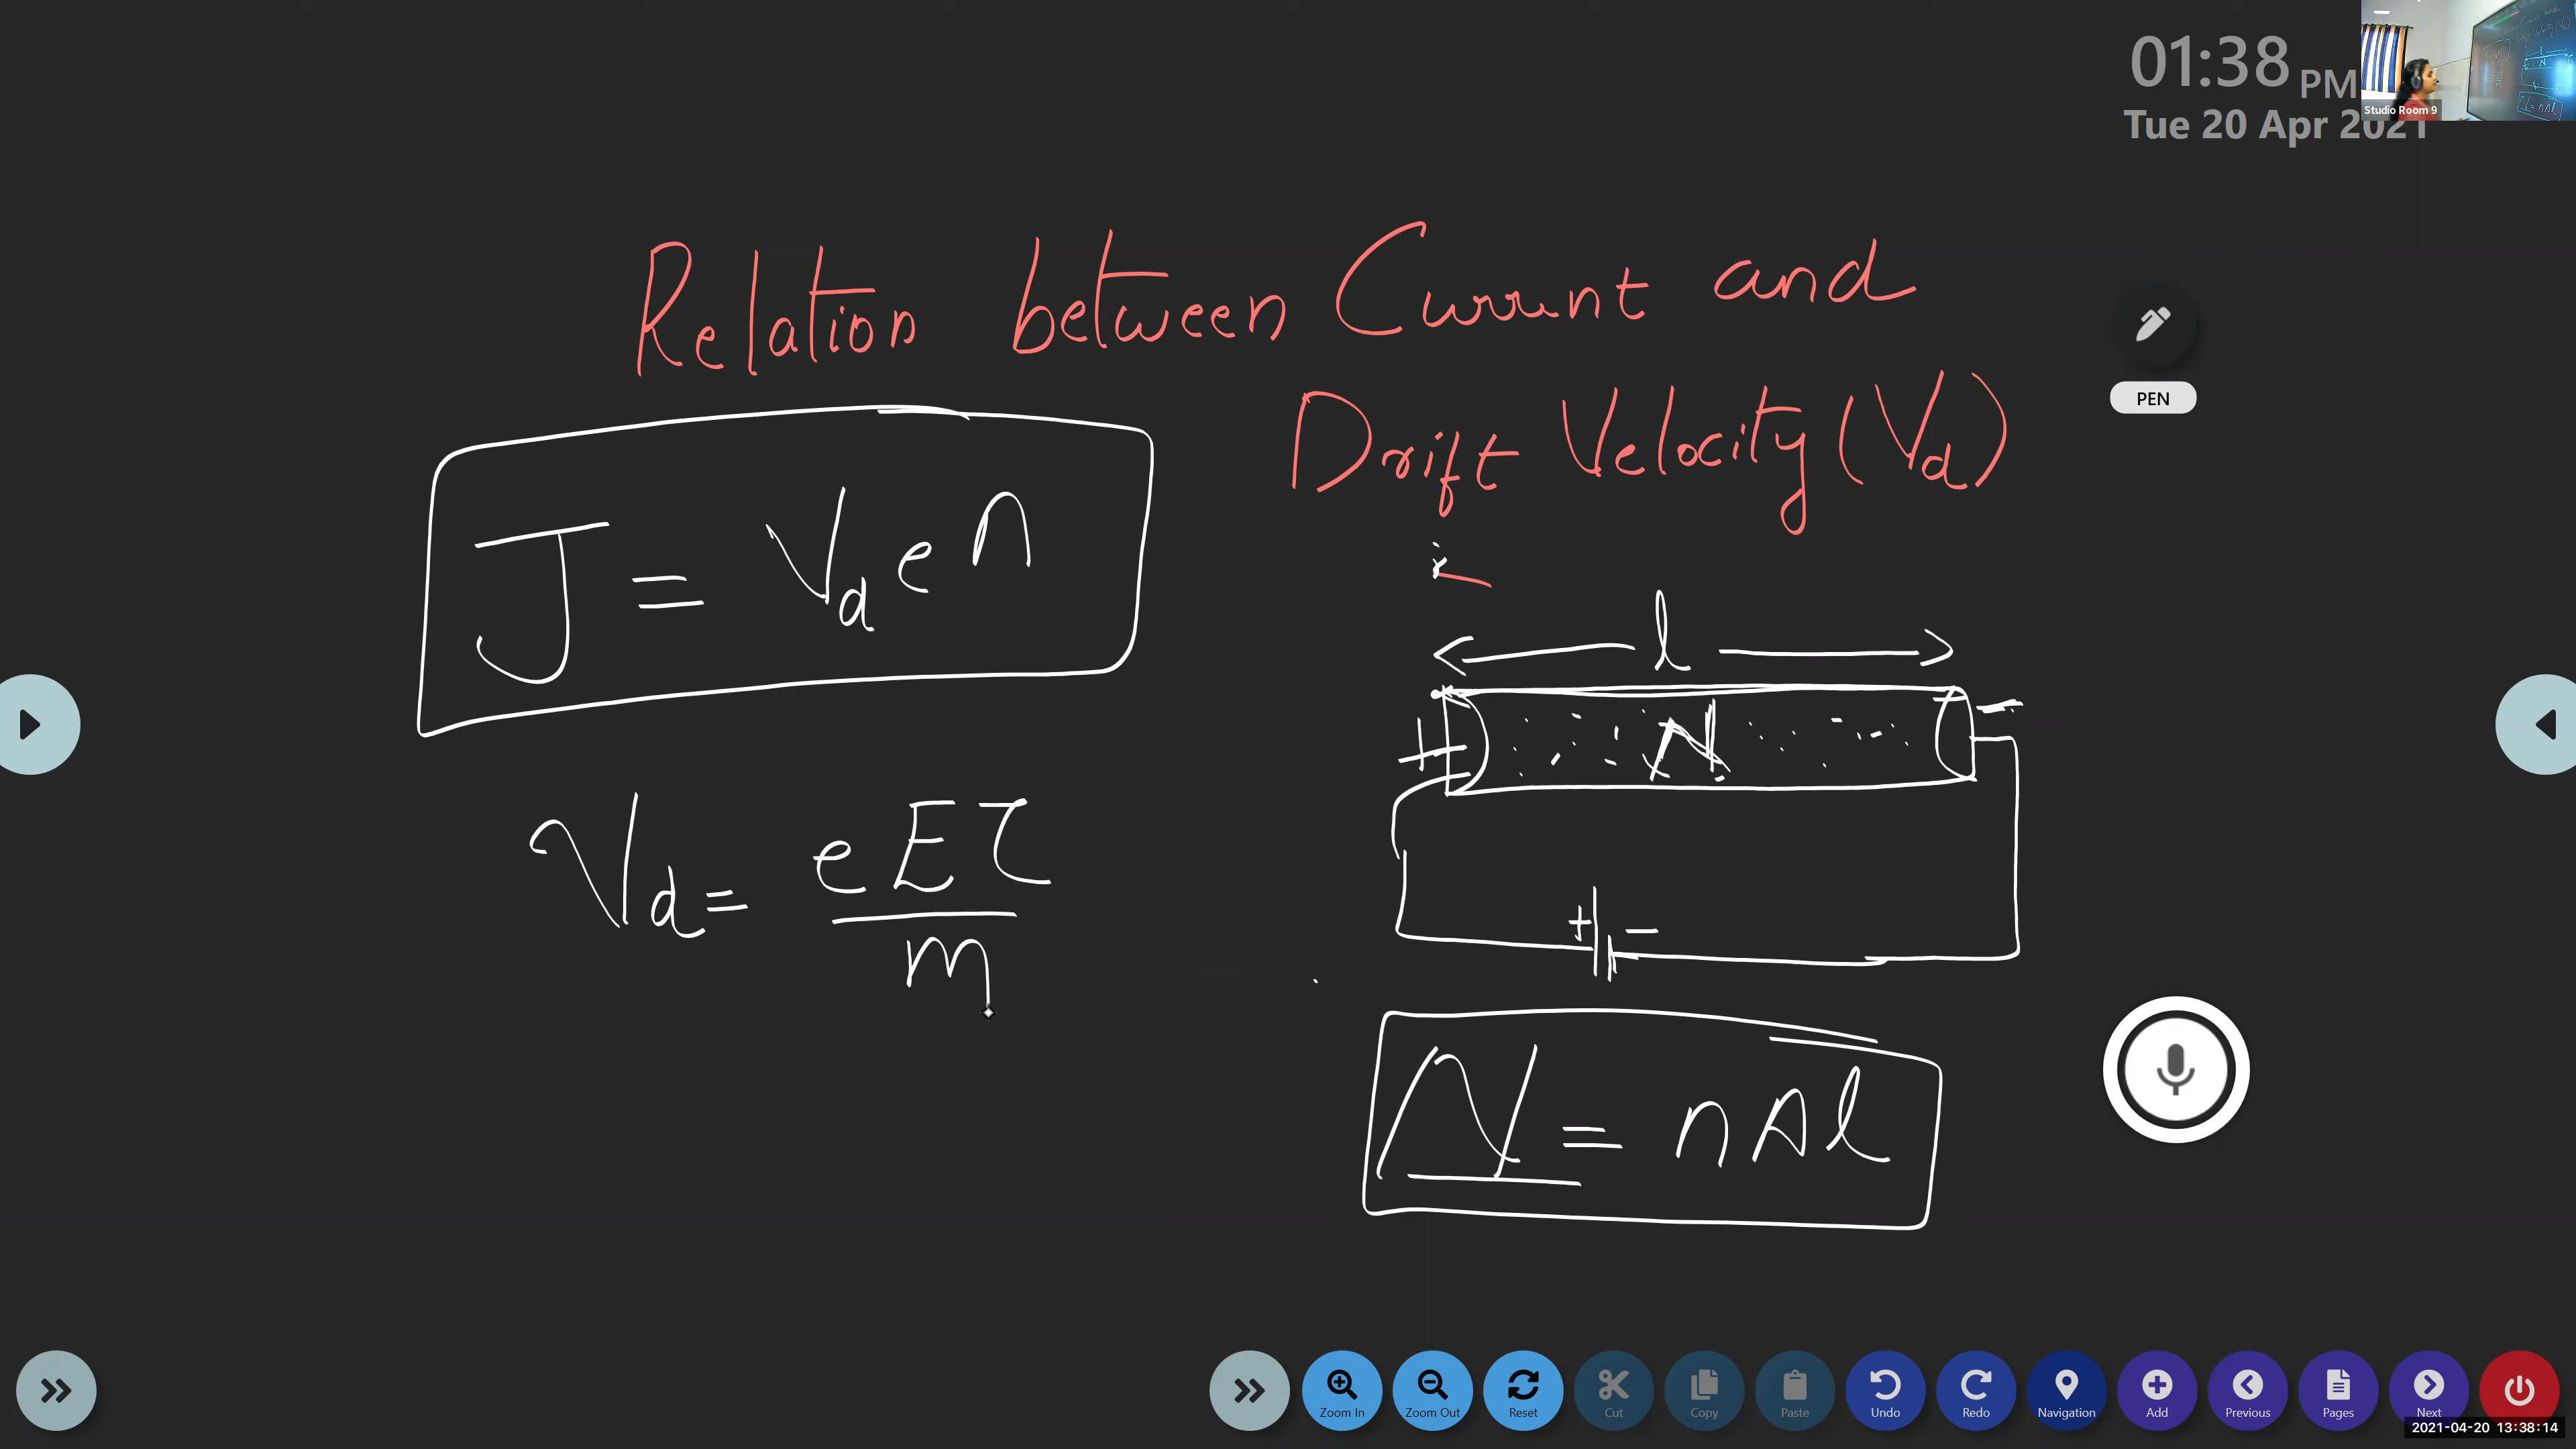 01:38 PM
Studio Room 9
Tue 20 Apr 2021
Relation between Current and
Drift Velocity (Vd)
PEN
J = Vd e n
l
+ N -
Vd = eEτ / m
+ -
N = nAl
Zoom In Zoom Out Reset Cut Copy Paste Undo Redo Navigation Add Previous Pages Next
2021-04-20 13:38:14